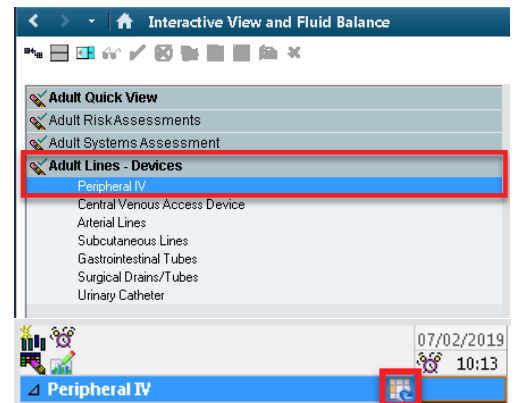 Interactive View and Fluid Balance
Adult Quick View
Adult Risk Assessments
Adult Systems Assessment
Adult Lines - Devices
Peripheral IV
Central Venous Access Device
Arterial Lines
Subcutaneous Lines
Gastrointestinal Tubes
Surgical Drains/Tubes
Urinary Catheter
07/02/2019
10:13
Peripheral IV